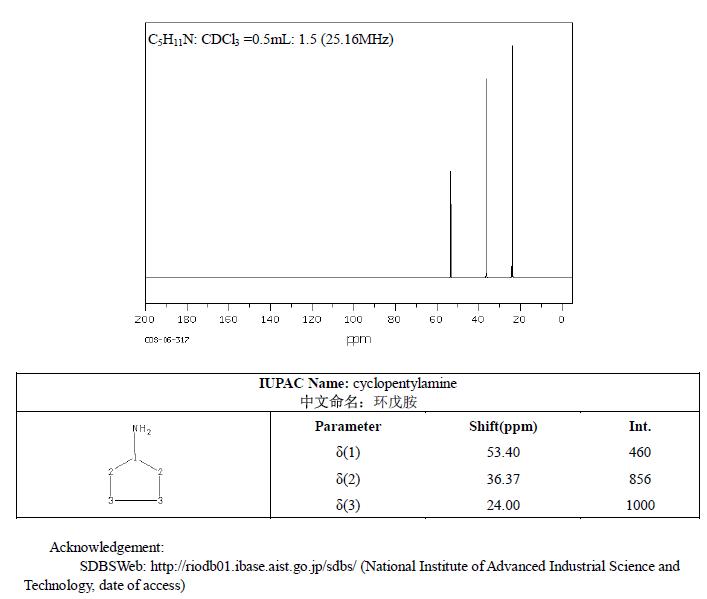 C₅H₁₁N: CDCl₃ =0.5mL: 1.5 (25.16MHz)
200 180 160 140 120 100 80 60 40 20 0
CDS-06-317
ppm
IUPAC Name: cyclopentylamine
中文命名：环戊胺
Parameter Shift(ppm) Int.
NH₂
1
2 2
3 3
δ(1) 53.40 460
δ(2) 36.37 856
δ(3) 24.00 1000
Acknowledgement:
SDBSWeb: http://riodb01.ibase.aist.go.jp/sdbs/ (National Institute of Advanced Industrial Science and
Technology, date of access)